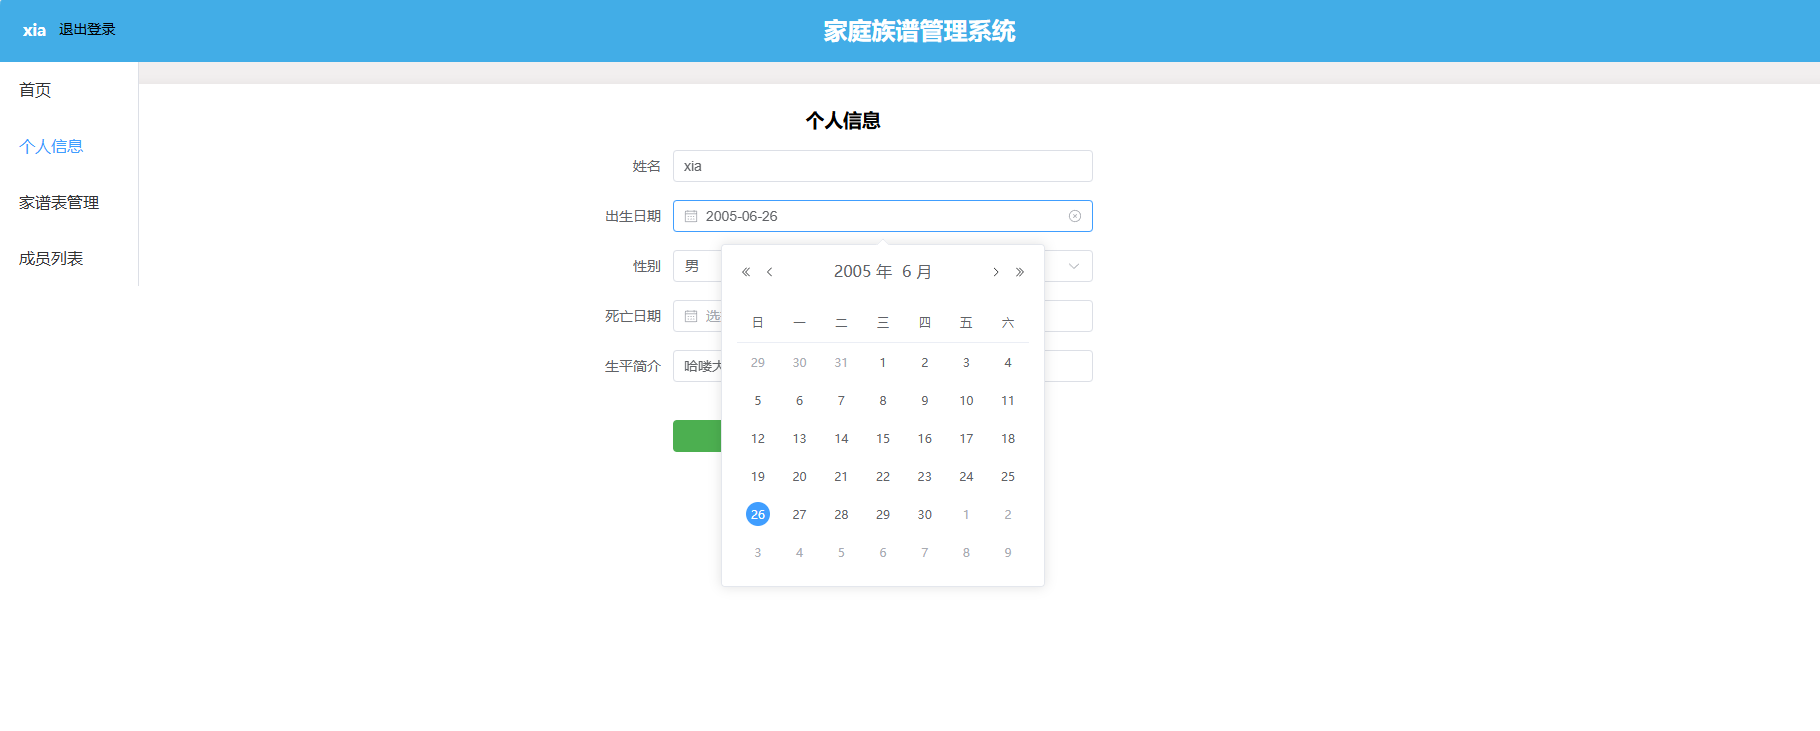 xia 退出登录
家庭族谱管理系统
首页
个人信息
家谱表管理
成员列表
个人信息
姓名 xia
出生日期 2005-06-26
性别 男
死亡日期 选
生平简介 哈喽
2005 年 6 月
日 一 二 三 四 五 六
29 30 31 1 2 3 4
5 6 7 8 9 10 11
12 13 14 15 16 17 18
19 20 21 22 23 24 25
26 27 28 29 30 1 2
3 4 5 6 7 8 9